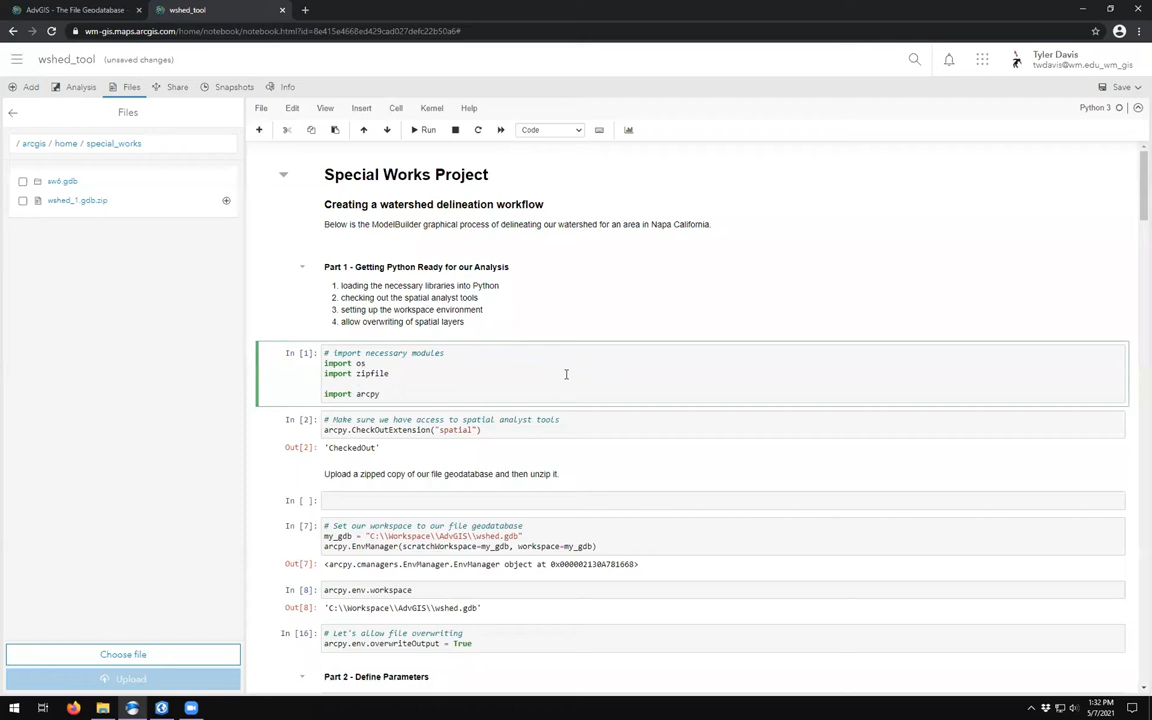 AdvGIS - The File Geodatabase
wshed_tool
wm-gis.maps.arcgis.com/home/notebook/notebook.html?id=8e415e4668ed429cad027defc22b50a6#
wshed_tool (unsaved changes)
Tyler Davis
twdavis@wm.edu_wm_gis
Add Analysis Files Share Snapshots Info Save
Files
/ arcgis / home / special_works
sw6.gdb
wshed_1.gdb.zip
Choose file
Upload
File Edit View Insert Cell Kernel Help
Python 3
Run Code
Special Works Project
Creating a watershed delineation workflow
Below is the ModelBuilder graphical process of delineating our watershed for an area in Napa California.
Part 1 - Getting Python Ready for our Analysis
1. loading the necessary libraries into Python
2. checking out the spatial analyst tools
3. setting up the workspace environment
4. allow overwriting of spatial layers
In [1]: # import necessary modules
import os
import zipfile
import arcpy
In [2]: # Make sure we have access to spatial analyst tools
arcpy.CheckOutExtension("spatial")
Out[2]: 'CheckedOut'
Upload a zipped copy of our file geodatabase and then unzip it.
In [ ]:
In [7]: # Set our workspace to our file geodatabase
my_gdb = "C:\\Workspace\\AdvGIS\\wshed.gdb"
arcpy.EnvManager(scratchWorkspace=my_gdb, workspace=my_gdb)
Out[7]: <arcpy.cmanagers.EnvManager.EnvManager object at 0x000002130A781668>
In [8]: arcpy.env.workspace
Out[8]: 'C:\\Workspace\\AdvGIS\\wshed.gdb'
In [16]: # Let's allow file overwriting
arcpy.env.overwriteOutput = True
Part 2 - Define Parameters
1:32 PM
5/7/2021